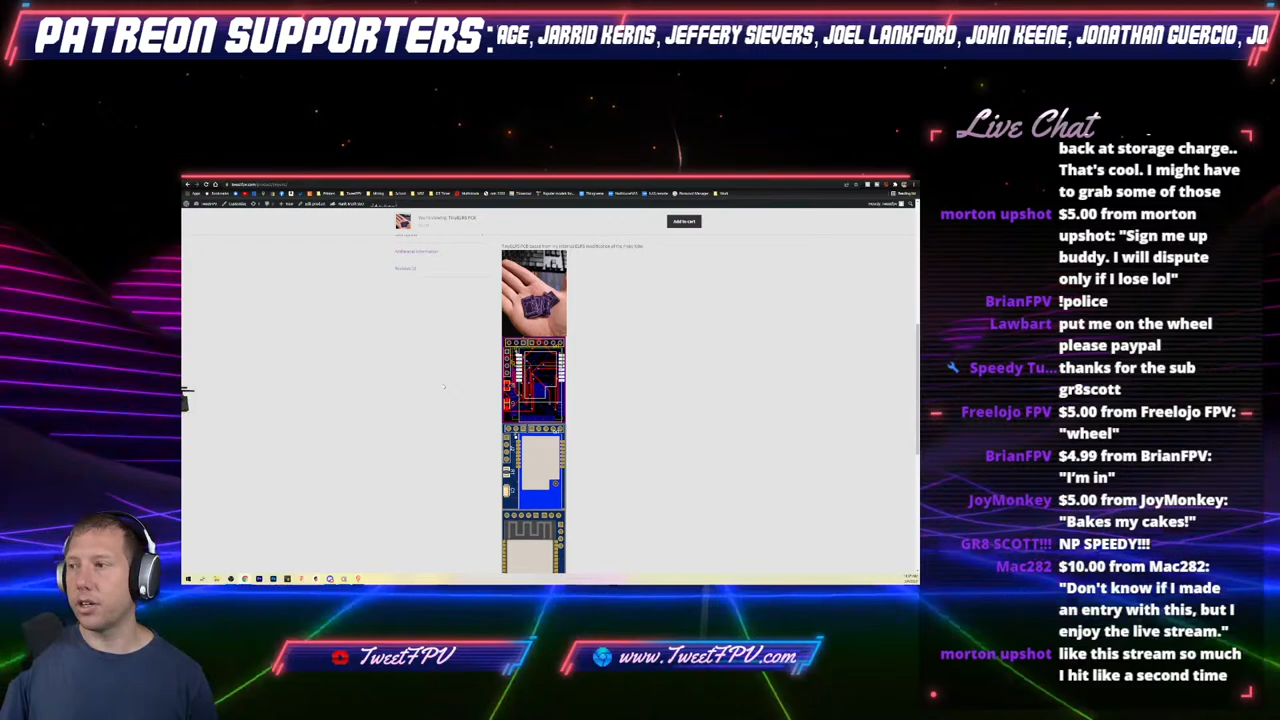 PATREON SUPPORTERS:
AGE, JARRID KERNS, JEFFERY SIEVERS, JOEL LANKFORD, JOHN KEENE, JONATHAN GUERCIO, JO
Live Chat
back at storage charge..
That's cool. I might have
to grab some of those
morton upshot $5.00 from morton
upshot: "Sign me up
buddy. I will dispute
only if I lose lol"
BrianFPV !police
Lawbart put me on the wheel
please paypal
Speedy Tu... thanks for the sub
gr8scott
Freelojo FPV $5.00 from Freelojo FPV:
"wheel"
BrianFPV $4.99 from BrianFPV:
"I'm in"
JoyMonkey $5.00 from JoyMonkey:
"Bakes my cakes!"
GR8 SCOTT!!! NP SPEEDY!!!
Mac282 $10.00 from Mac282:
"Don't know if I made
an entry with this, but I
enjoy the live stream."
morton upshot like this stream so much
I hit like a second time
Add to cart
Additional information
TweetFPV
www.TweetFPV.com